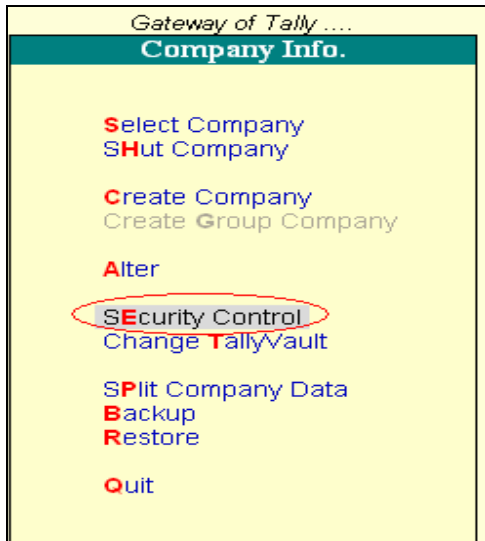 Gateway of Tally ....
Company Info.
Select Company
SHut Company
Create Company
Create Group Company
Alter
SEcurity Control
Change TallyVault
SPlit Company Data
Backup
Restore
Quit